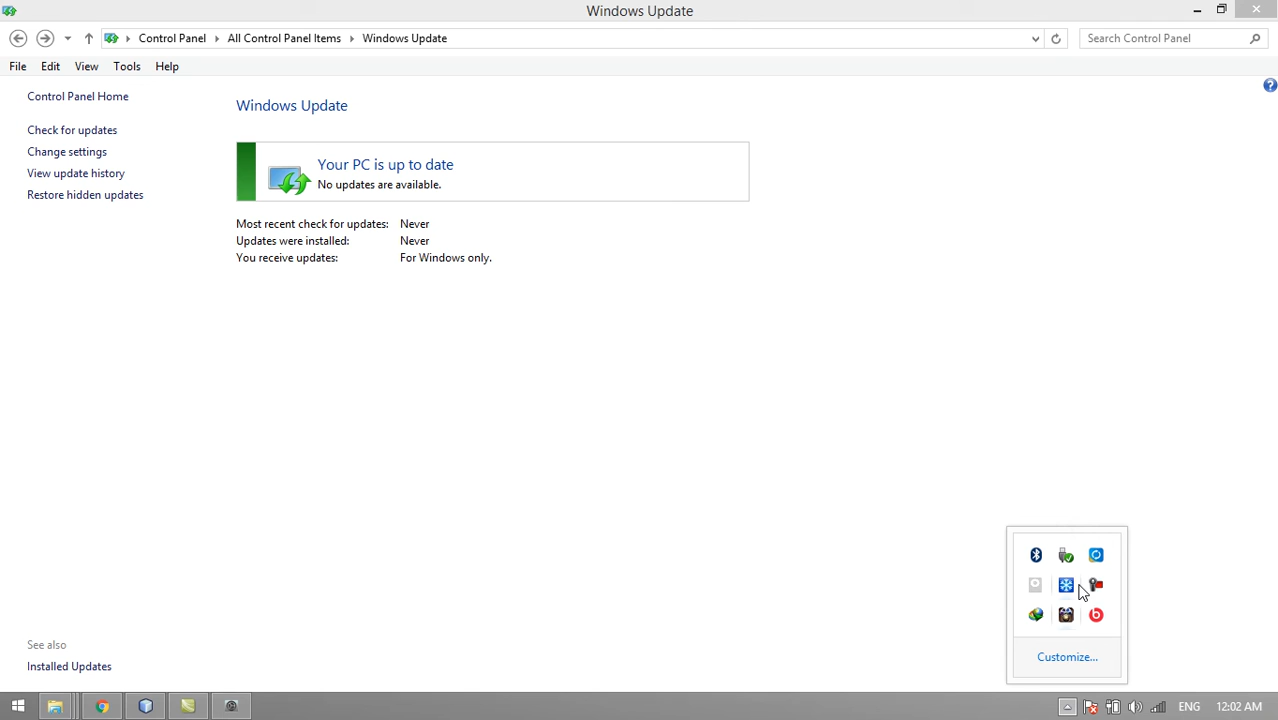 Windows Update
Control Panel All Control Panel Items Windows Update Search Control Panel
File Edit View Tools Help
Control Panel Home
Check for updates
Change settings
View update history
Restore hidden updates
Windows Update
Your PC is up to date
No updates are available.
Most recent check for updates: Never
Updates were installed: Never
You receive updates: For Windows only.
Customize...
See also
Installed Updates
ENG 12:02 AM